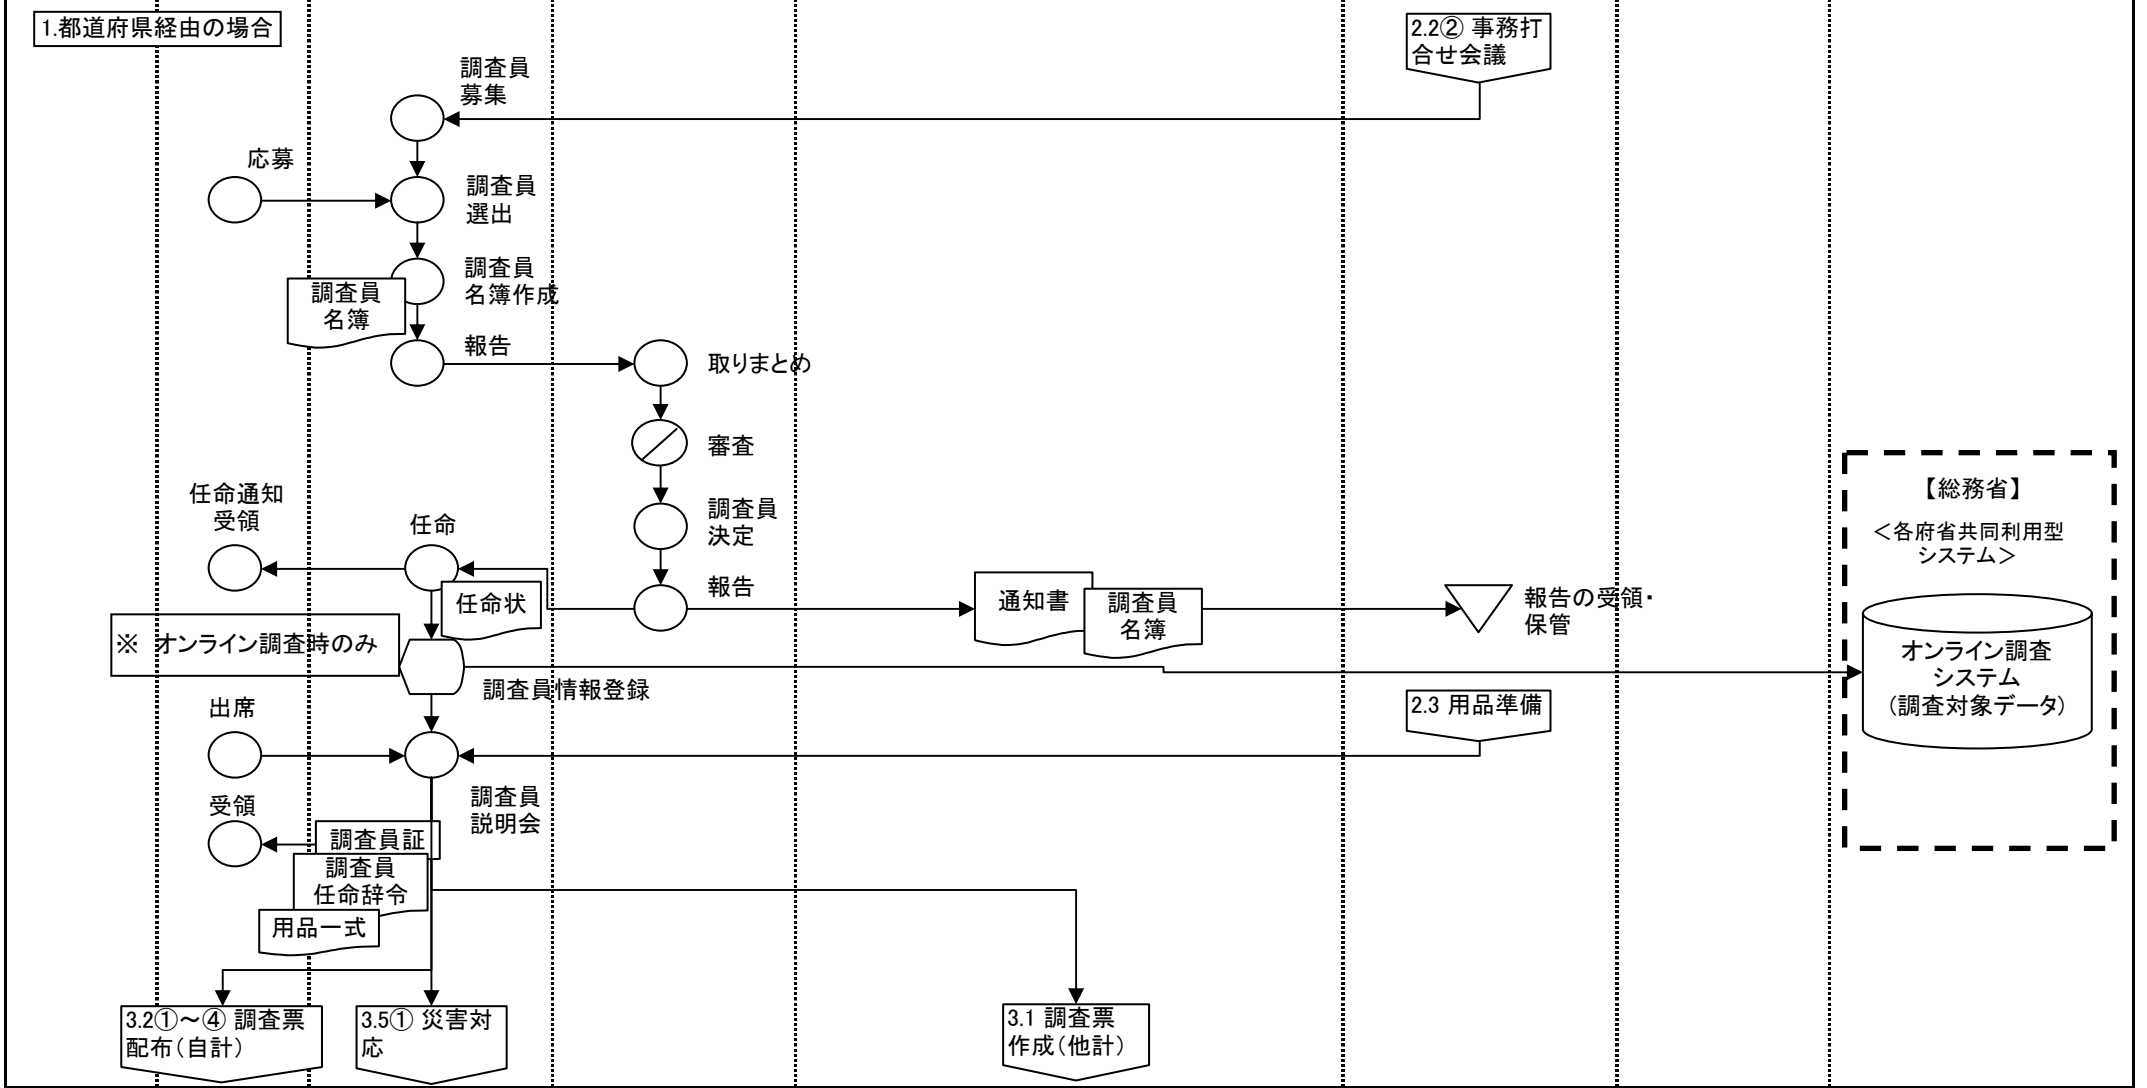 1.都道府県経由の場合
2.2② 事務打
合せ会議
調査員
募集
応募
調査員
選出
調査員
名簿作成
調査員
名簿
報告
取りまとめ
審査
調査員
決定
報告
任命通知
受領
任命
任命状
通知書
調査員
名簿
報告の受領・
保管
【総務省】
＜各府省共同利用型
システム＞
オンライン調査
システム
(調査対象データ)
※ オンライン調査時のみ
調査員情報登録
2.3 用品準備
出席
調査員
説明会
受領
調査員証
調査員
任命辞令
用品一式
3.2①～④ 調査票
配布(自計)
3.5① 災害対
応
3.1 調査票
作成(他計)